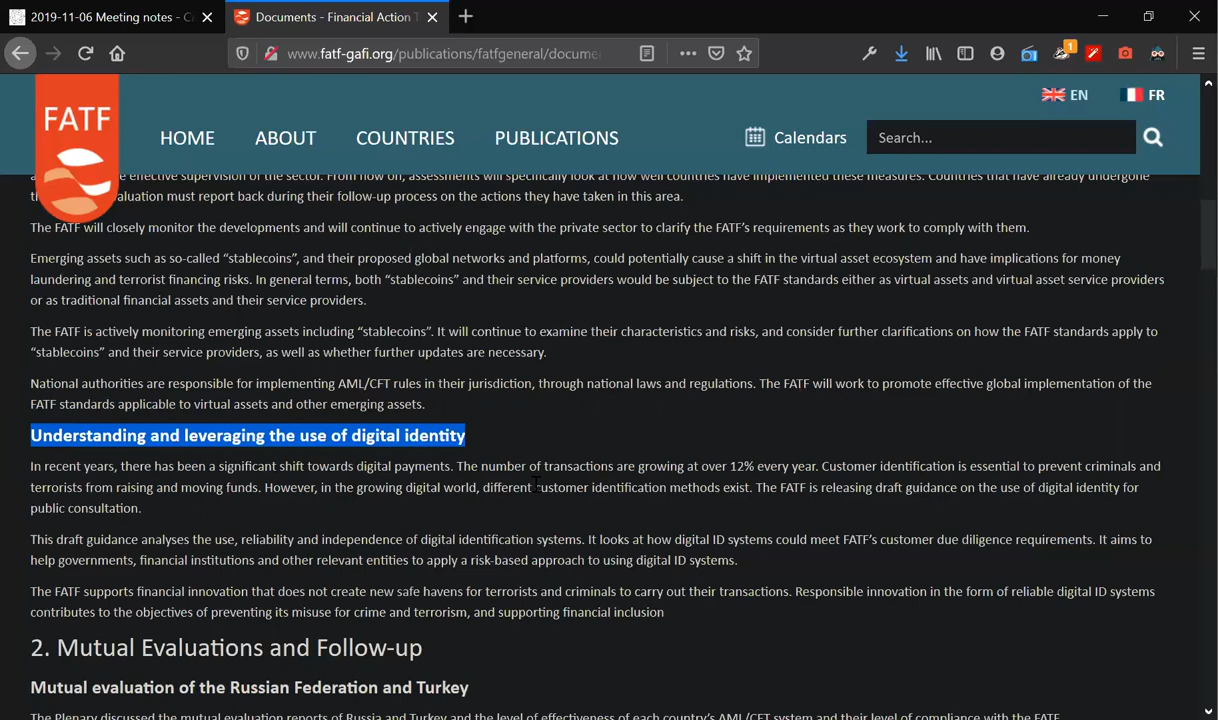 2019-11-06 Meeting notes - C
Documents - Financial Action T
www.fatf-gafi.org/publications/fatfgeneral/docume
1
FATF
EN
FR
HOME
ABOUT
COUNTRIES
PUBLICATIONS
Calendars
Search...
effective supervision of the sector. From now on, assessments will specifically look at how well countries have implemented these measures. Countries that have already undergone
aluation must report back during their follow-up process on the actions they have taken in this area.
The FATF will closely monitor the developments and will continue to actively engage with the private sector to clarify the FATF’s requirements as they work to comply with them.
Emerging assets such as so-called “stablecoins”, and their proposed global networks and platforms, could potentially cause a shift in the virtual asset ecosystem and have implications for money
laundering and terrorist financing risks. In general terms, both “stablecoins” and their service providers would be subject to the FATF standards either as virtual assets and virtual asset service providers
or as traditional financial assets and their service providers.
The FATF is actively monitoring emerging assets including “stablecoins”. It will continue to examine their characteristics and risks, and consider further clarifications on how the FATF standards apply to
“stablecoins” and their service providers, as well as whether further updates are necessary.
National authorities are responsible for implementing AML/CFT rules in their jurisdiction, through national laws and regulations. The FATF will work to promote effective global implementation of the
FATF standards applicable to virtual assets and other emerging assets.
Understanding and leveraging the use of digital identity
In recent years, there has been a significant shift towards digital payments. The number of transactions are growing at over 12% every year. Customer identification is essential to prevent criminals and
terrorists from raising and moving funds. However, in the growing digital world, different customer identification methods exist. The FATF is releasing draft guidance on the use of digital identity for
public consultation.
This draft guidance analyses the use, reliability and independence of digital identification systems. It looks at how digital ID systems could meet FATF’s customer due diligence requirements. It aims to
help governments, financial institutions and other relevant entities to apply a risk-based approach to using digital ID systems.
The FATF supports financial innovation that does not create new safe havens for terrorists and criminals to carry out their transactions. Responsible innovation in the form of reliable digital ID systems
contributes to the objectives of preventing its misuse for crime and terrorism, and supporting financial inclusion
2. Mutual Evaluations and Follow-up
Mutual evaluation of the Russian Federation and Turkey
The Plenary discussed the mutual evaluation reports of Russia and Turkey and the level of effectiveness of each country’s AML/CFT system and their level of compliance with the FATF